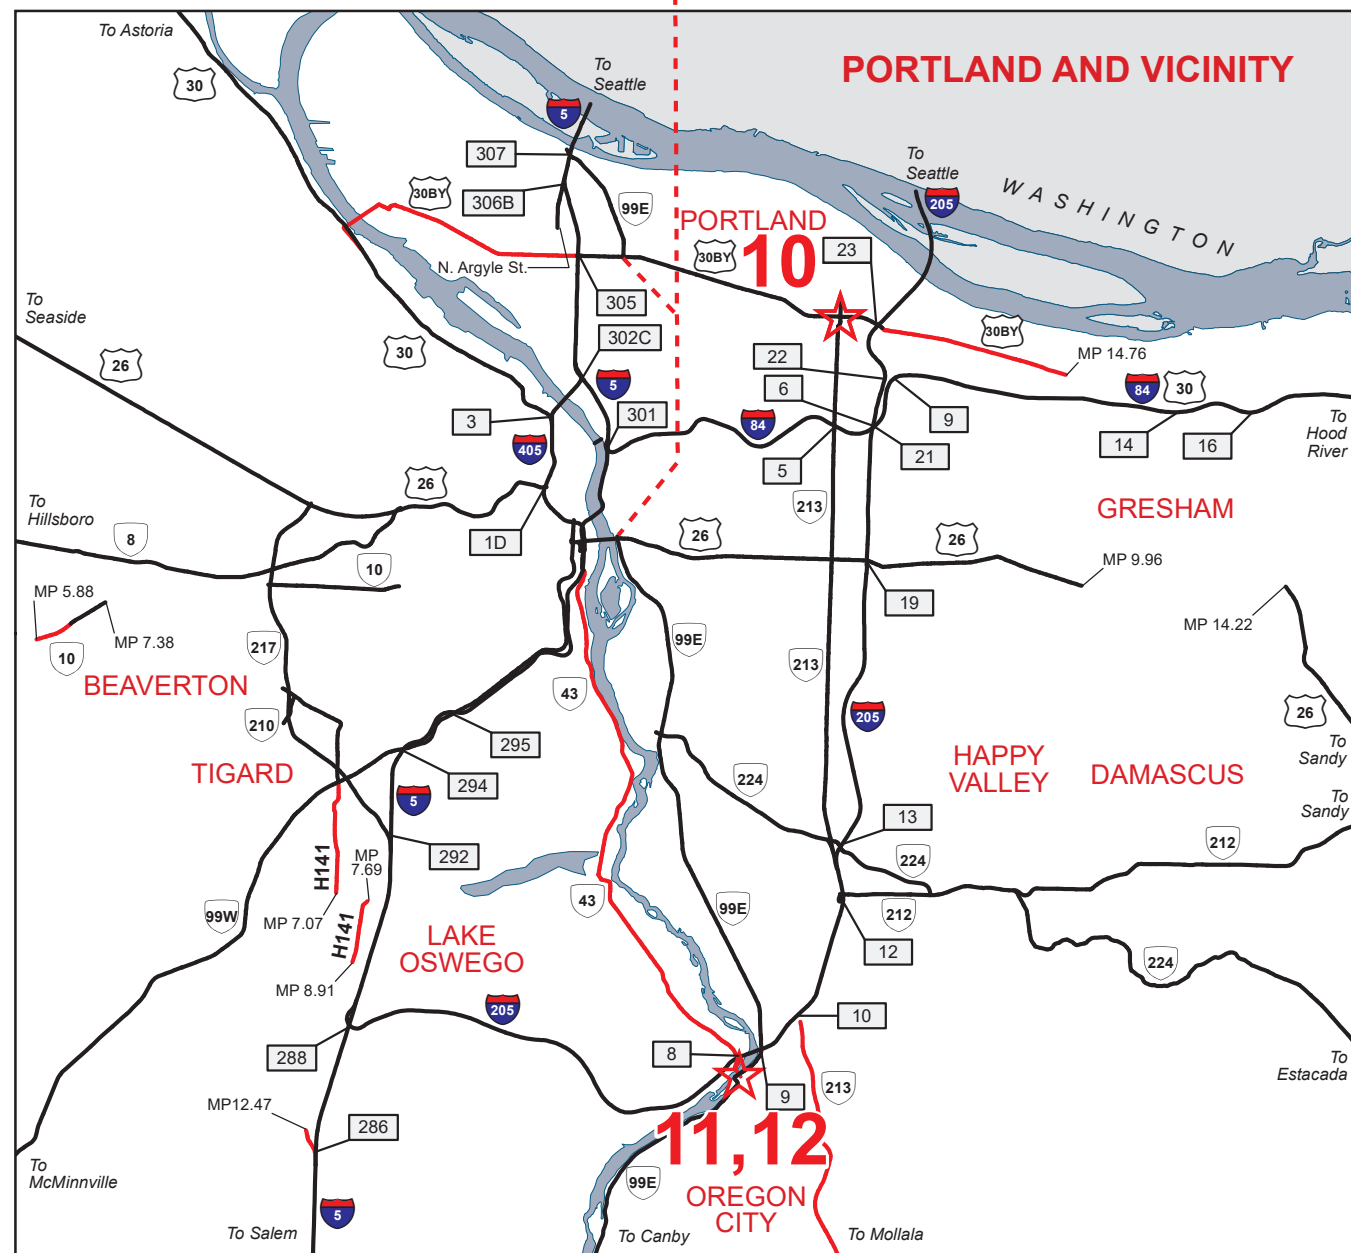 To Astoria
30
To
Seattle
5
PORTLAND AND VICINITY
307
306B
30BY
99E
To
Seattle
205
WASHINGTON
PORTLAND
10
30BY
23
N. Argyle St.
To
Seaside
305
302C
30
26
5
22
6
30BY
MP 14.76
84
30
3
405
301
84
9
5
21
14
16
To
Hood
River
26
To
Hillsboro
8
213
GRESHAM
1D
26
26
10
MP 9.96
19
MP 5.88
MP 7.38
10
217
99E
213
MP 14.22
BEAVERTON
43
210
205
26
To
Sandy
295
TIGARD
294
5
224
HAPPY
VALLEY
DAMASCUS
To
Sandy
13
292
H141
MP
7.69
224
212
99W
MP 7.07
H141
43
99E
212
LAKE
OSWEGO
12
224
MP 8.91
205
10
288
8
To
Estacada
MP12.47
286
9
213
11, 12
To
McMinnville
99E
OREGON
CITY
5
To Salem
To Canby
To Mollala